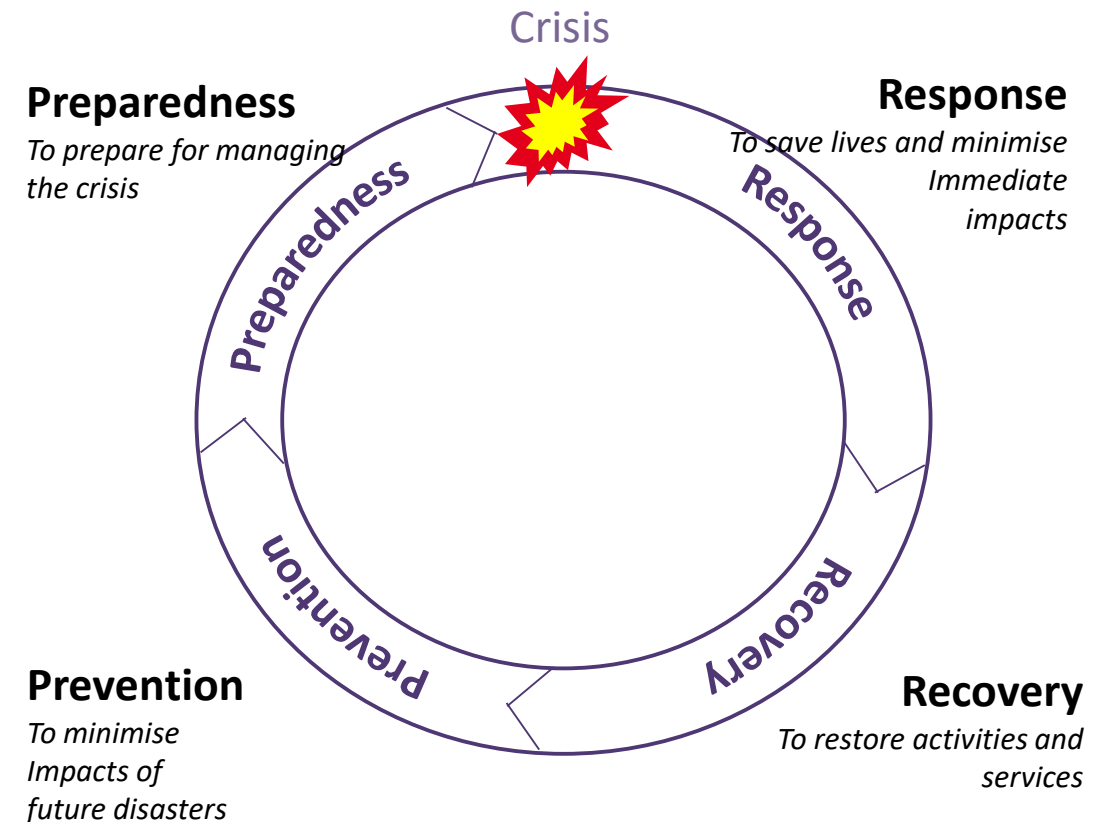 Crisis
Preparedness
To prepare for managing
the crisis
Response
To save lives and minimise
Immediate
impacts
Preparedness
Response
Prevention
Recovery
Prevention
To minimise
Impacts of
future disasters
Recovery
To restore activities and
services